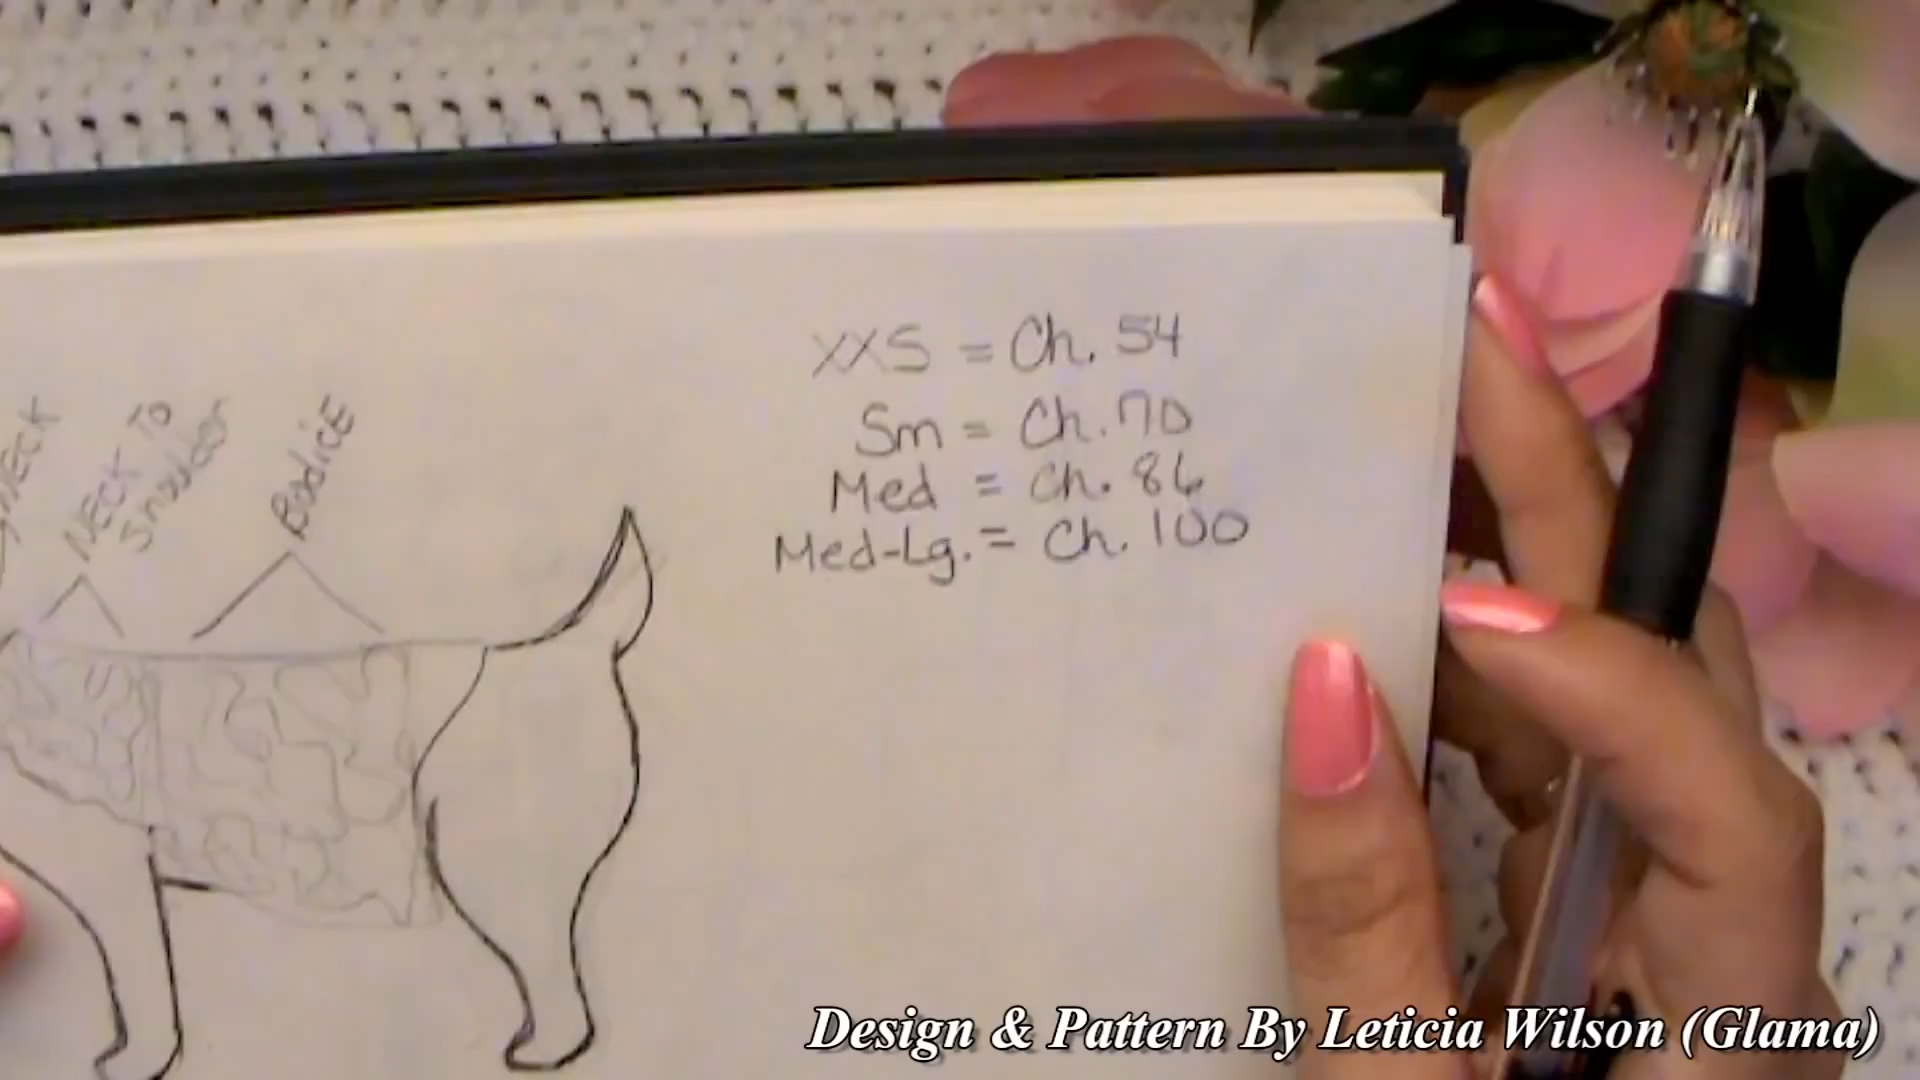 XXS = Ch. 54
Sm = Ch. 70
Med = Ch. 86
Med-Lg. = Ch. 100
NECK
NECK To
Shoulder
BodicE
Design & Pattern By Leticia Wilson (Glama)